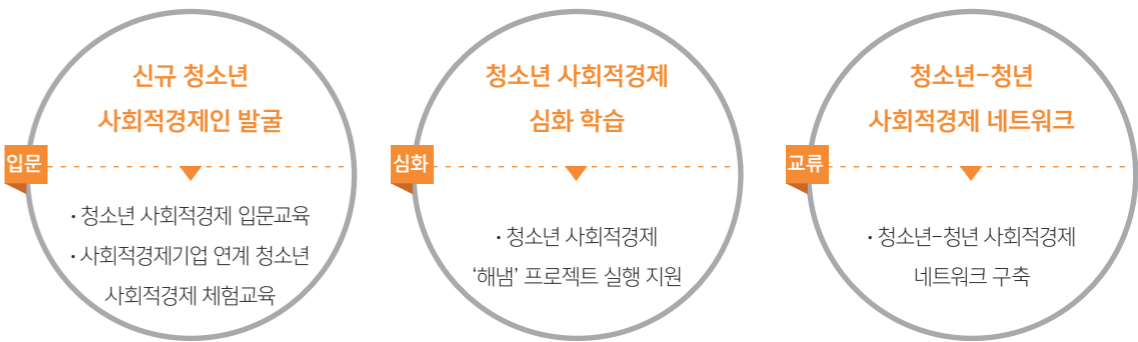 신규 청소년
사회적경제인 발굴
입문
· 청소년 사회적경제 입문교육
· 사회적경제기업 연계 청소년
사회적경제 체험교육
청소년 사회적경제
심화 학습
심화
· 청소년 사회적경제
‘해냄’ 프로젝트 실행 지원
청소년-청년
사회적경제 네트워크
교류
· 청소년-청년 사회적경제
네트워크 구축